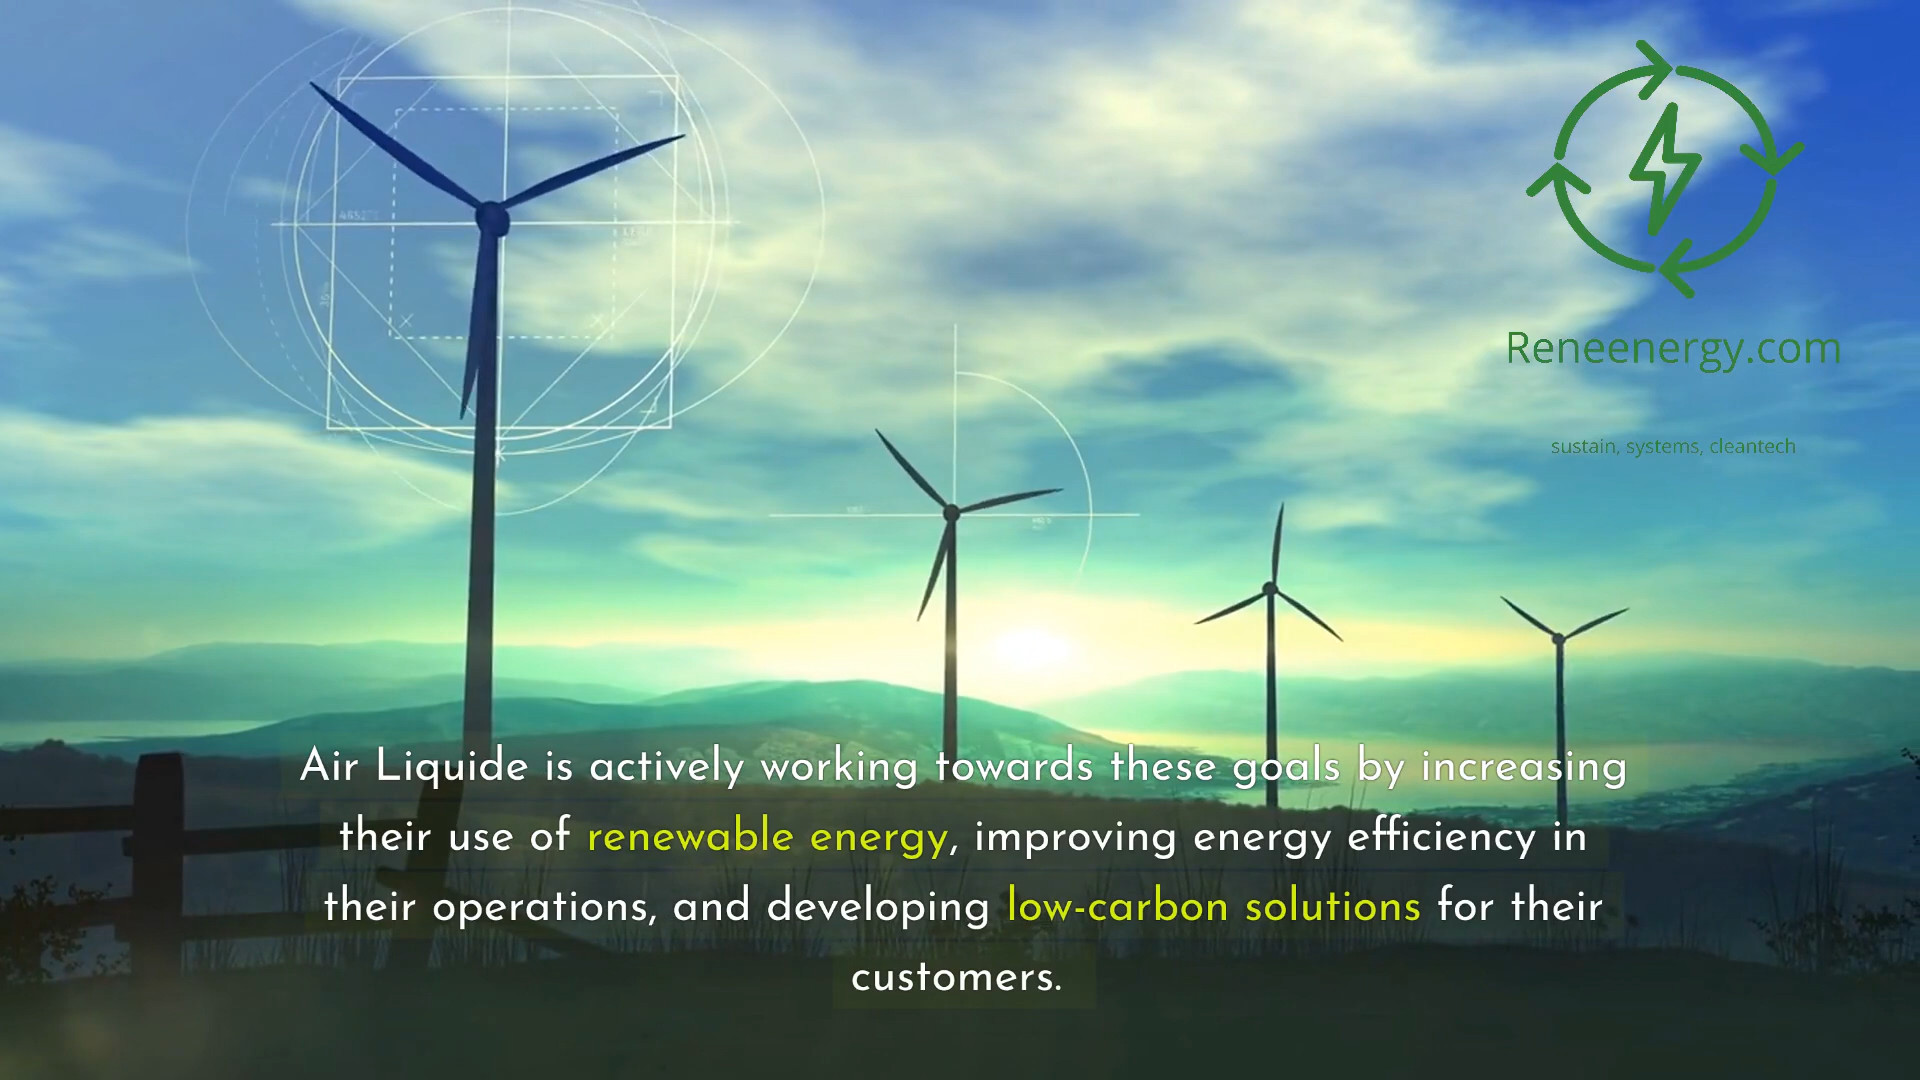 Reneenergy.com
sustain, systems, cleantech
Air Liquide is actively working towards these goals by increasing
their use of renewable energy, improving energy efficiency in
their operations, and developing low-carbon solutions for their
customers.